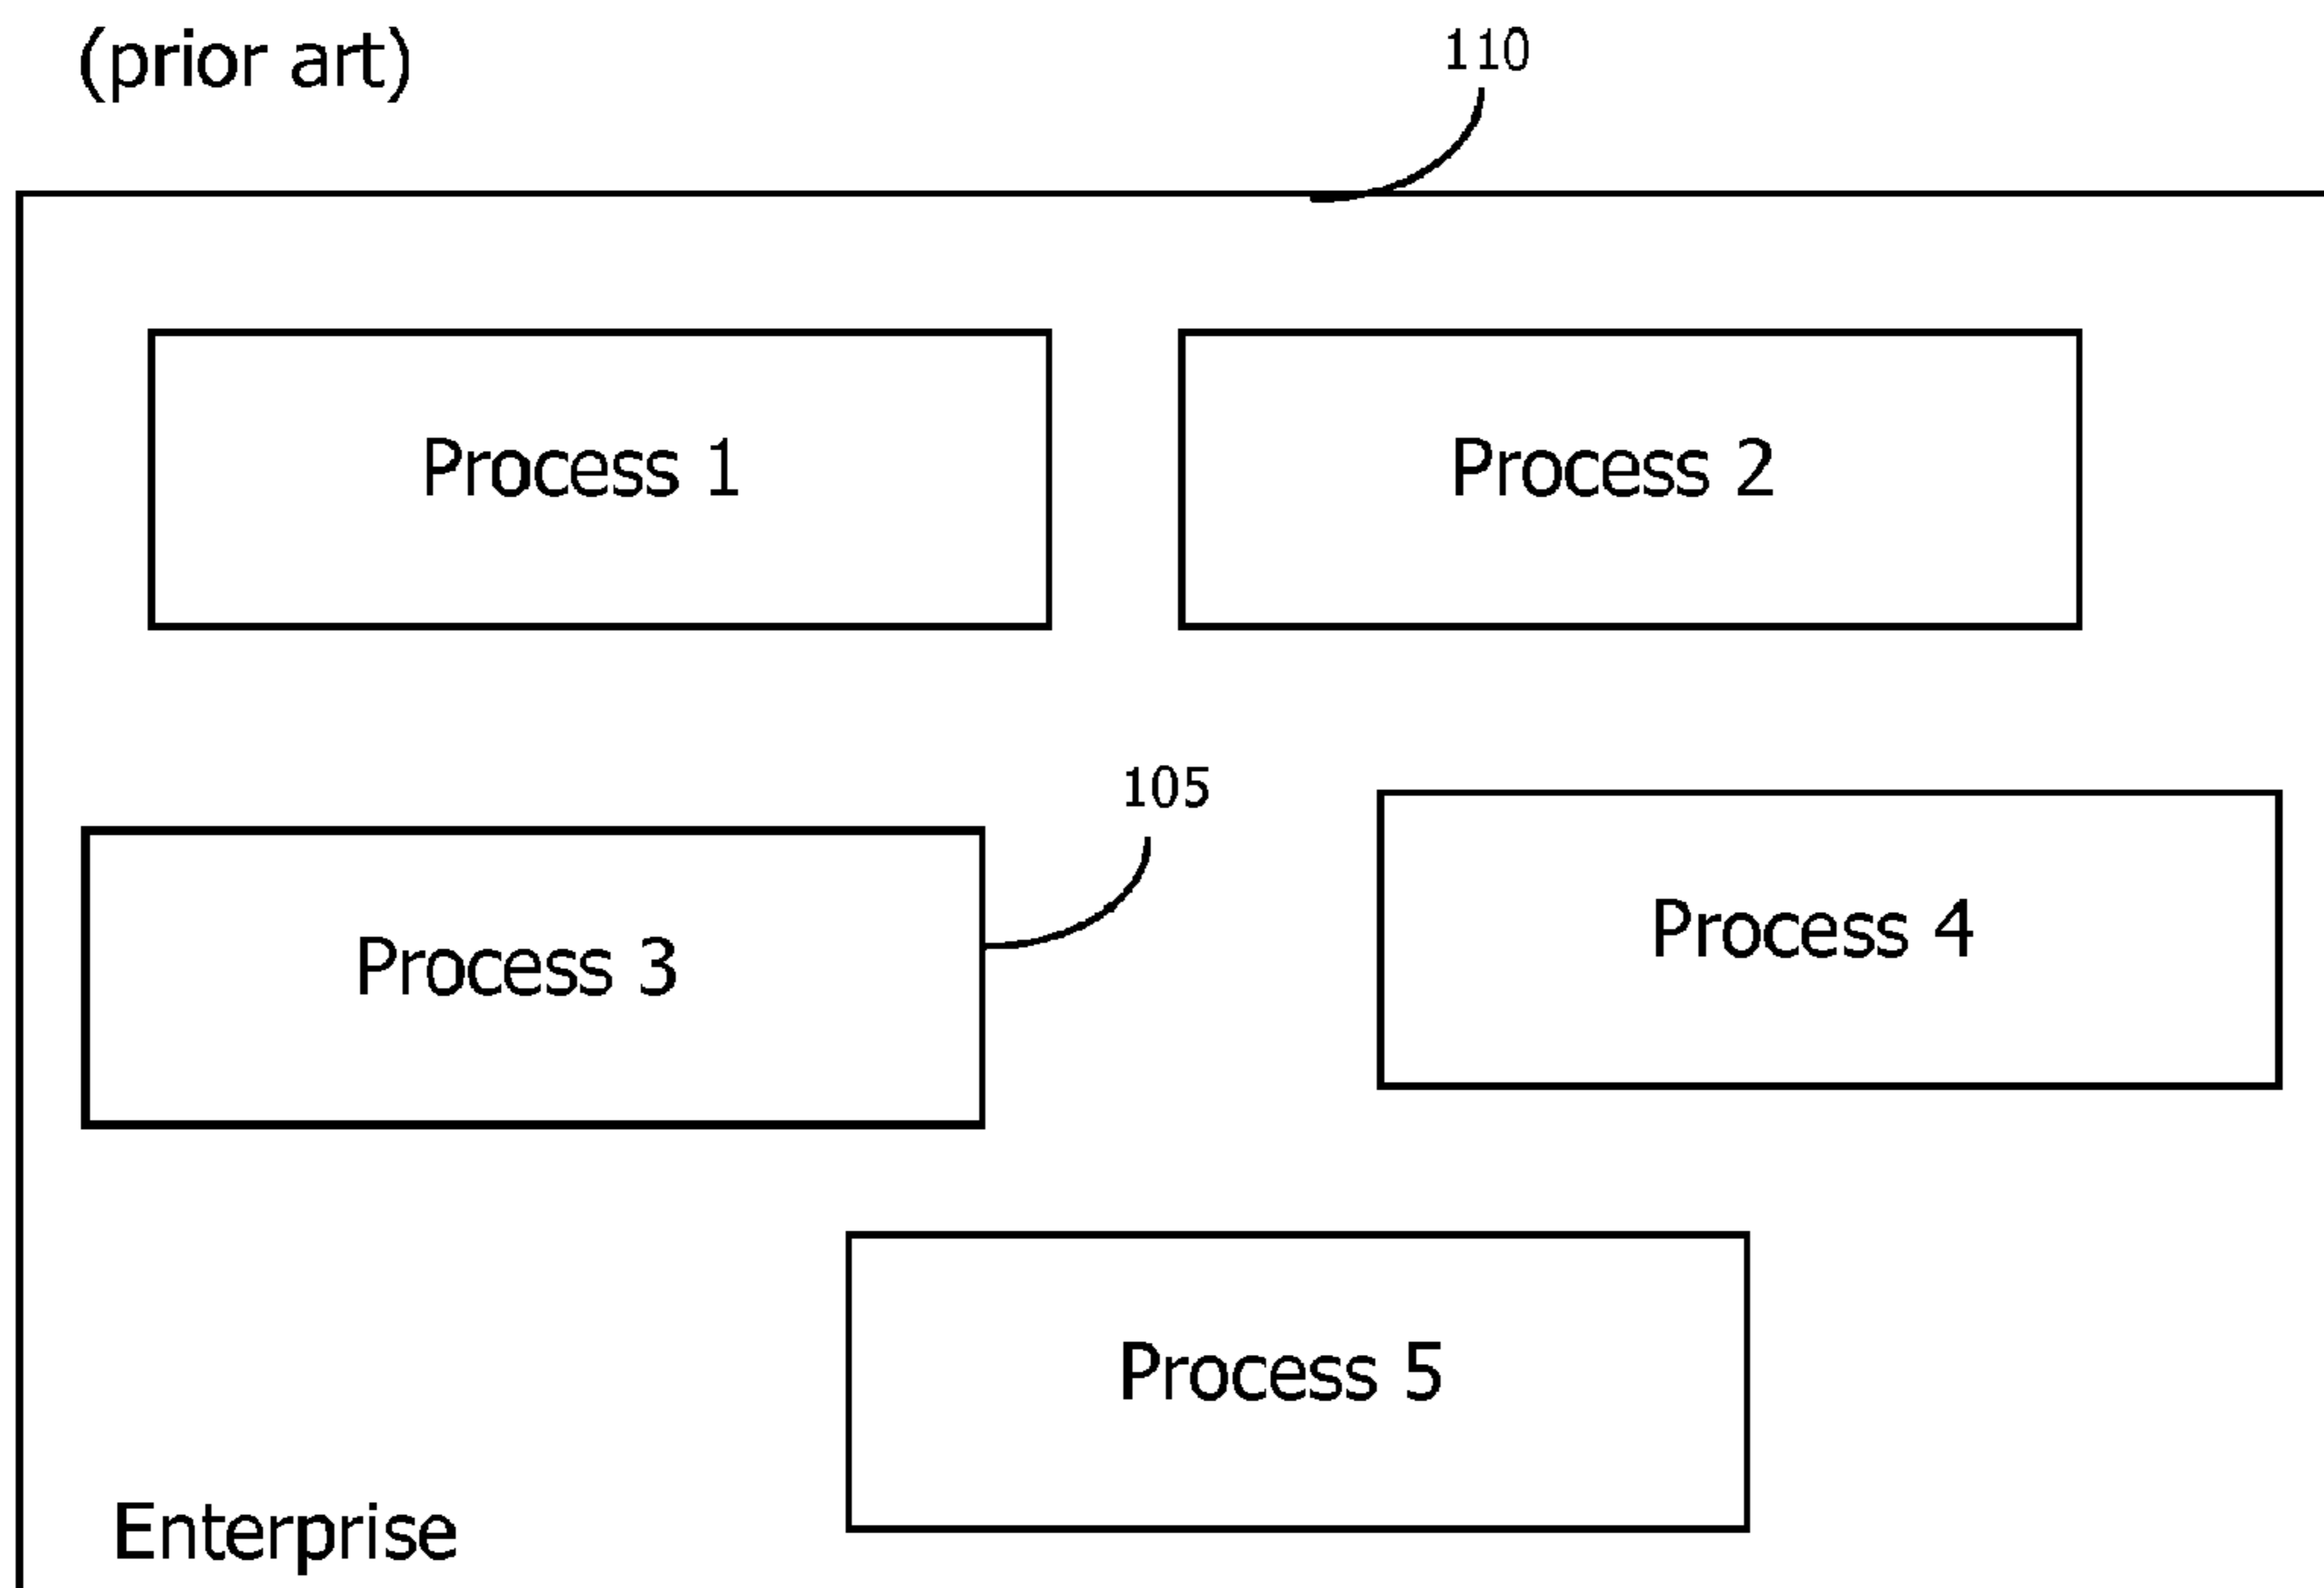 (prior art)
110
Process 1
Process 2
105
Process 3
Process 4
Process 5
Enterprise